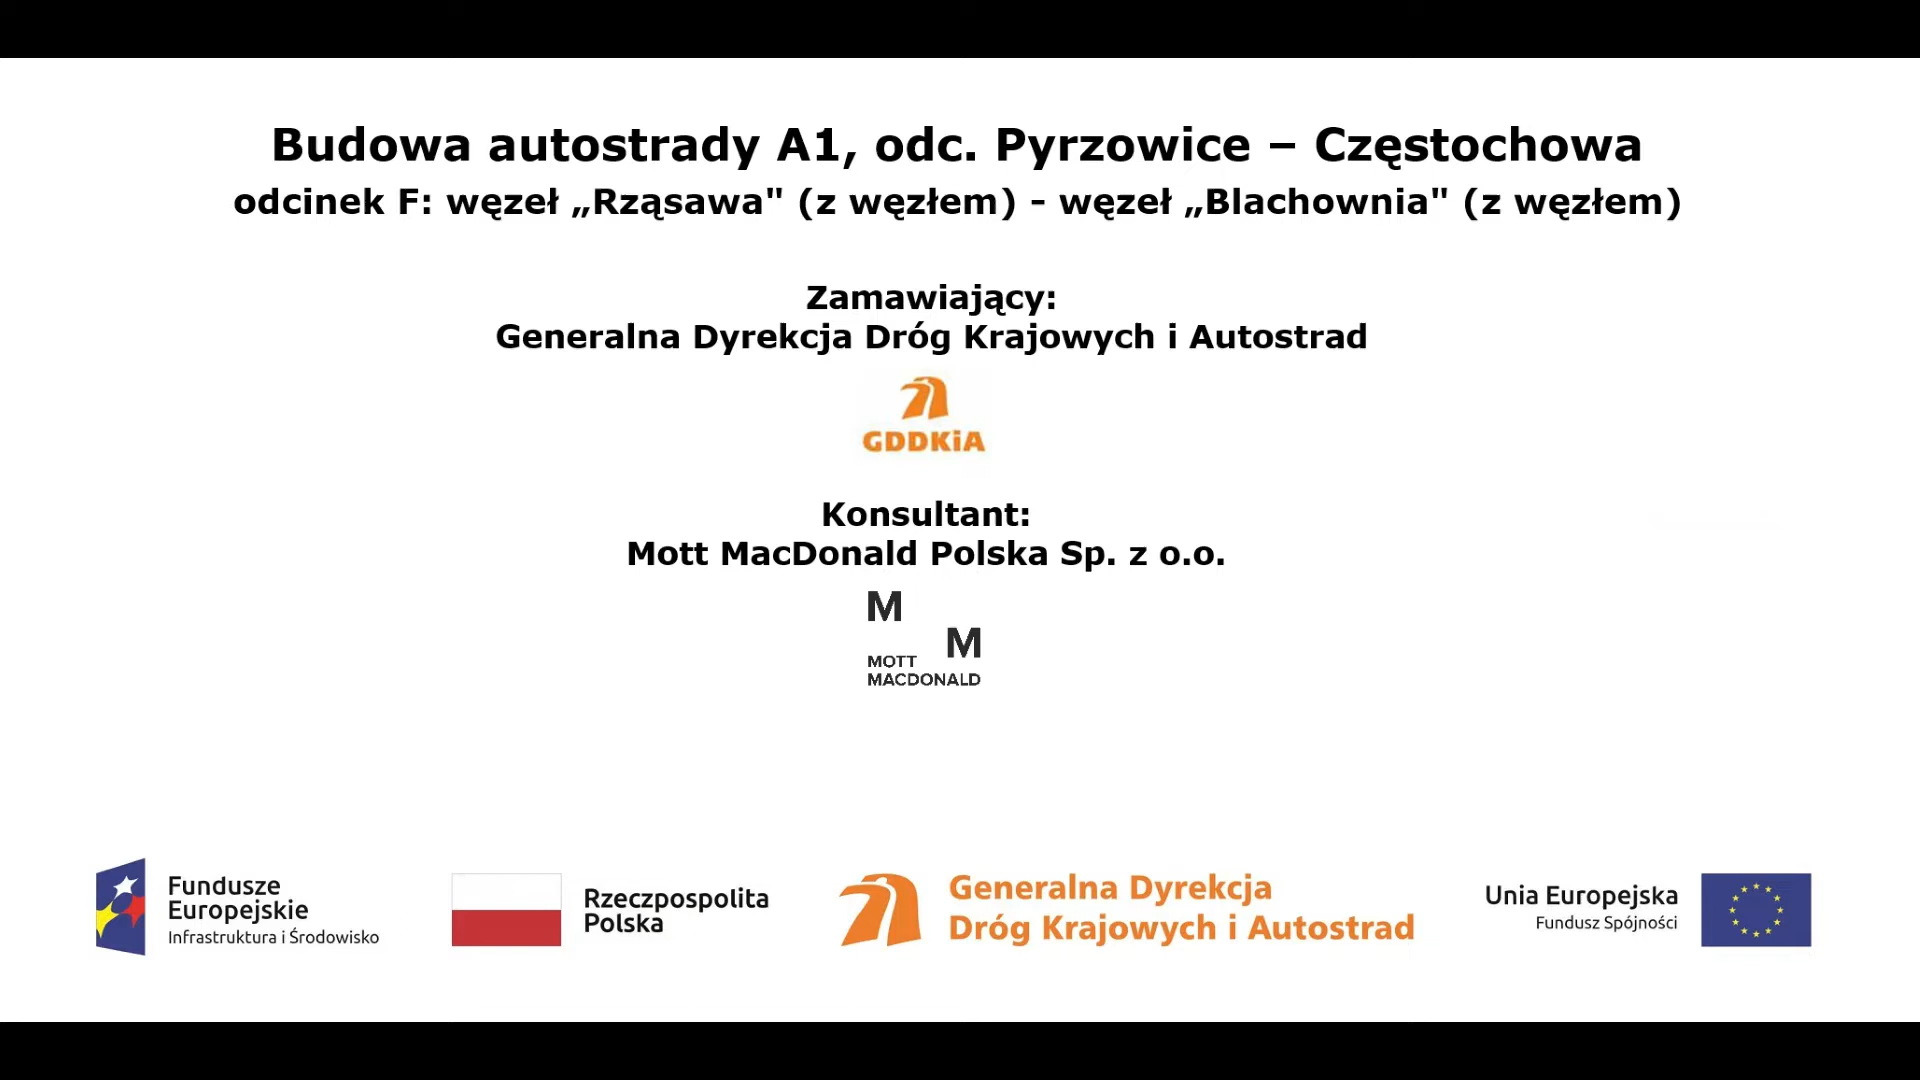 Budowa autostrady A1, odc. Pyrzowice – Częstochowa
odcinek F: węzeł „Rząsawa" (z węzłem) - węzeł „Blachownia" (z węzłem)
Zamawiający:
Generalna Dyrekcja Dróg Krajowych i Autostrad
GDDKiA
Konsultant:
Mott MacDonald Polska Sp. z o.o.
M
M
MOTT
MACDONALD
Fundusze
Europejskie
Infrastruktura i Środowisko
Rzeczpospolita
Polska
Generalna Dyrekcja
Dróg Krajowych i Autostrad
Unia Europejska
Fundusz Spójności